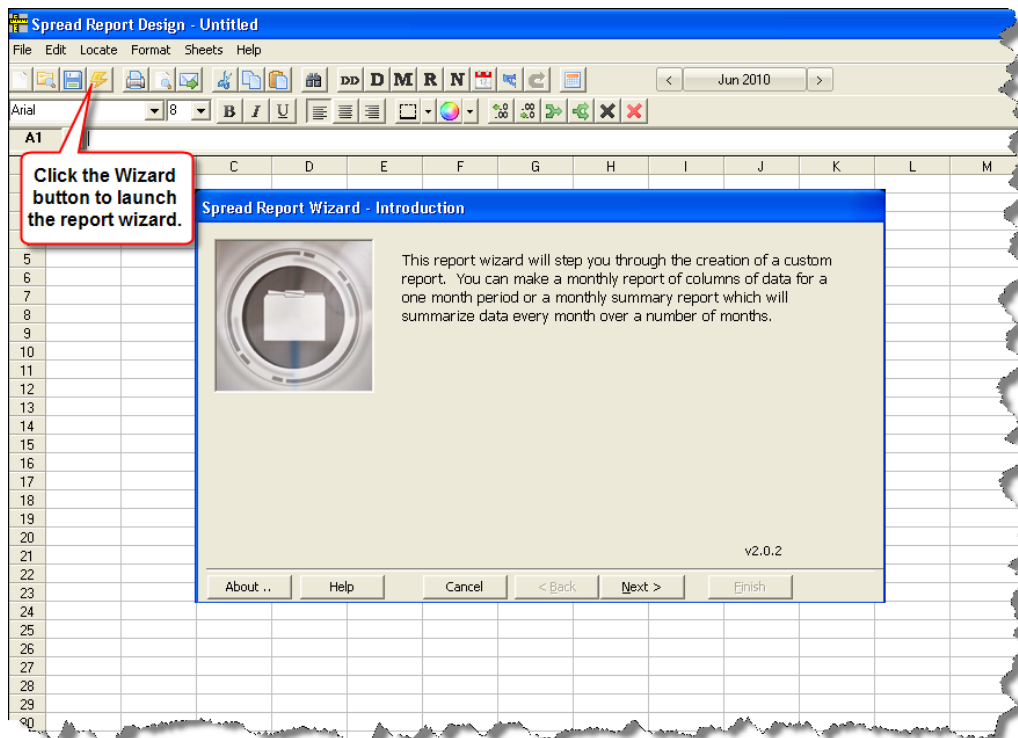 Spread Report Design - Untitled
File Edit Locate Format Sheets Help
DD D M R N < Jun 2010 >
Arial 8 B I U
A1
Click the Wizard
button to launch
the report wizard.
C D E F G H I J K L M
Spread Report Wizard - Introduction
This report wizard will step you through the creation of a custom
report. You can make a monthly report of columns of data for a
one month period or a monthly summary report which will
summarize data every month over a number of months.
5
6
7
8
9
10
11
12
13
14
15
16
17
18
19
20
21
v2.0.2
22
23
About .. Help Cancel < Back Next > Finish
24
25
26
27
28
29
30